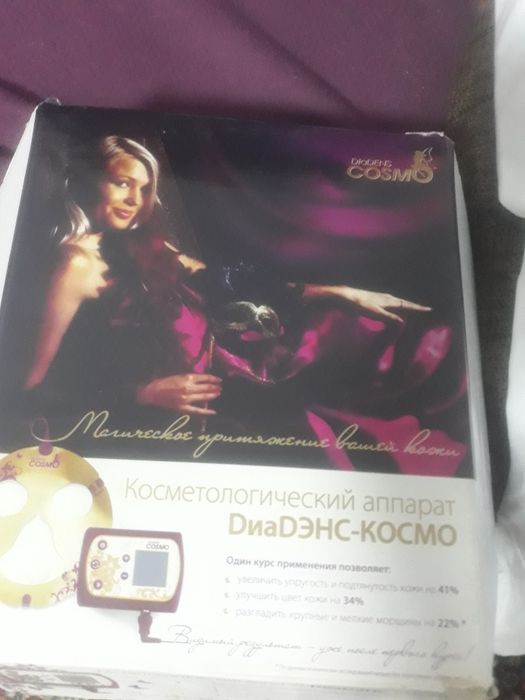 DiaDENS
COSMO
Магическое притяжение вашей кожи
COSMO
Косметологический аппарат
DиаDЭНС-КОСМО
COSMO
Один курс применения позволяет:
увеличить упругость и подтянутость кожи на 41%
улучшить цвет кожи на 34%
разгладить крупные и мелкие морщины на 22%*
Видимый результат – уже после первого курса!